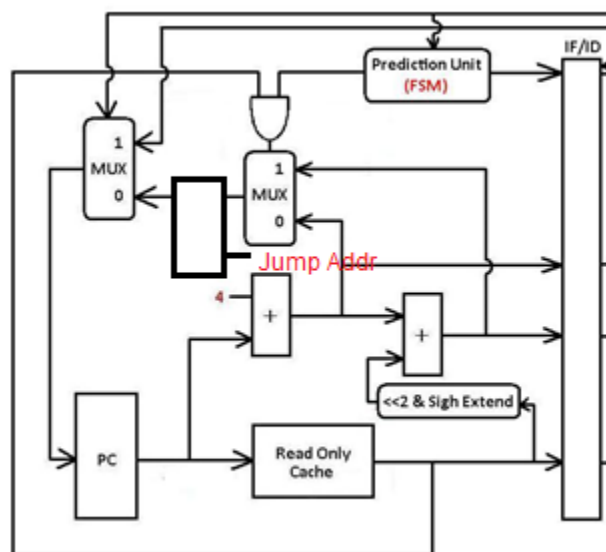 IF/ID
Prediction Unit
(FSM)
1
MUX
0
1
MUX
0
Jump Addr
4
+
+
<<2 & Sigh Extend
PC
Read Only
Cache